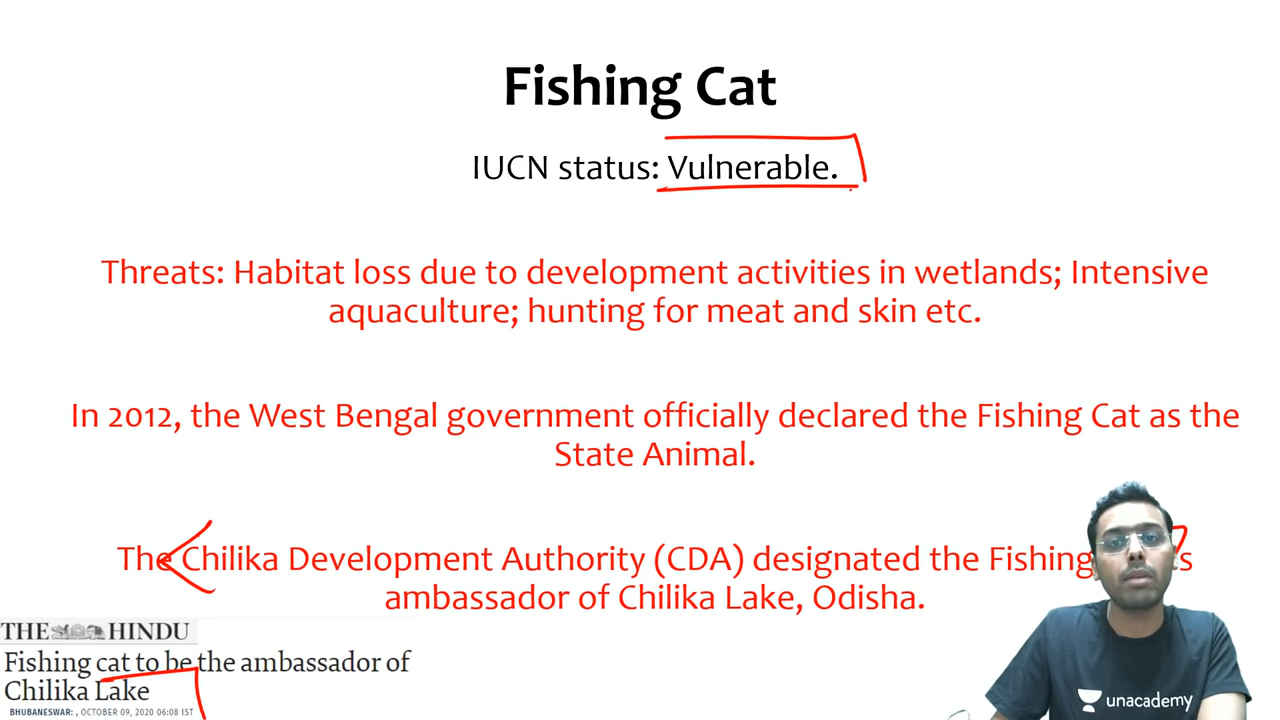 Fishing Cat
IUCN status: Vulnerable.
Threats: Habitat loss due to development activities in wetlands; Intensive
aquaculture; hunting for meat and skin etc.
In 2012, the West Bengal government officially declared the Fishing Cat as the
State Animal.
The Chilika Development Authority (CDA) designated the Fishing
ambassador of Chilika Lake, Odisha.
THE HINDU
Fishing cat to be the ambassador of
Chilika Lake
BHUBANESWAR: , OCTOBER 09, 2020 06:08 IST
unacademy